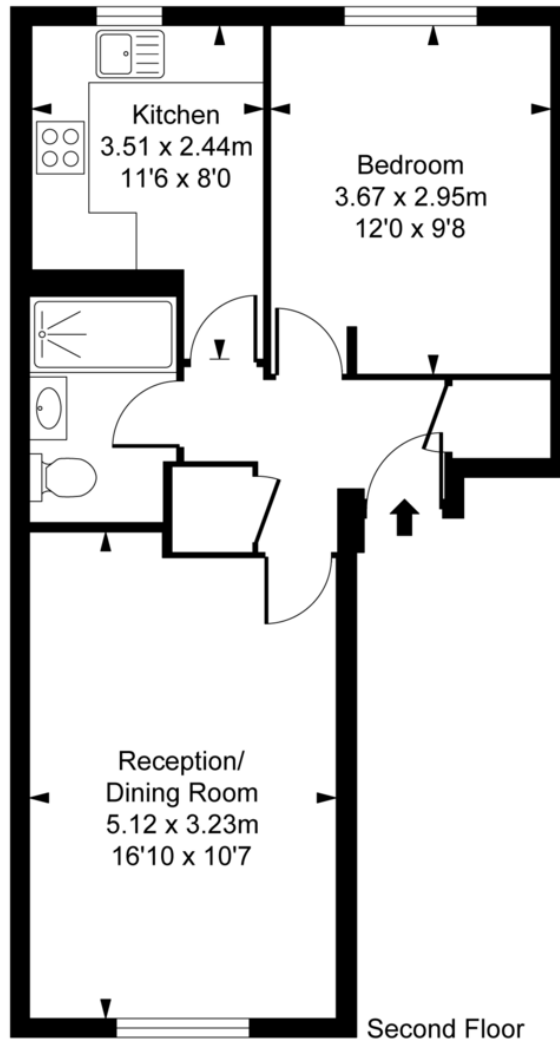 Kitchen
3.51 x 2.44m
11'6 x 8'0
Bedroom
3.67 x 2.95m
12'0 x 9'8
Reception/
Dining Room
5.12 x 3.23m
16'10 x 10'7
Second Floor